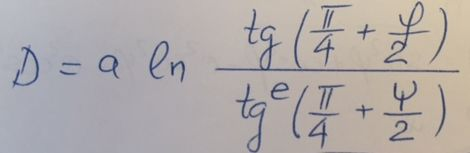 D = a ln tg(π/4 + φ/2) / tg^e(π/4 + ψ/2)